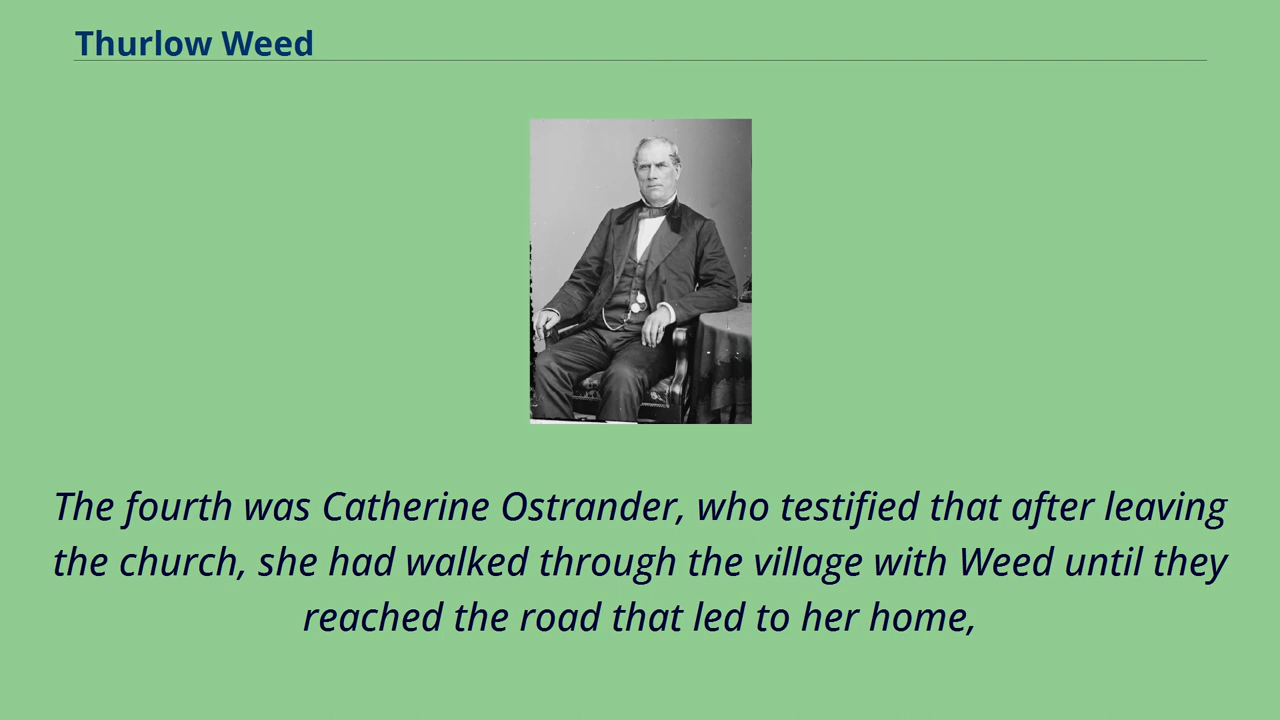 Thurlow Weed
The fourth was Catherine Ostrander, who testified that after leaving
the church, she had walked through the village with Weed until they
reached the road that led to her home,